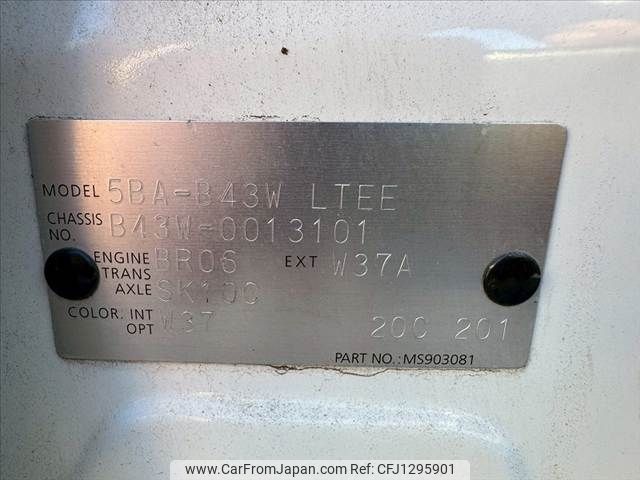 MODEL 5BA-B43W LTEE
CHASSIS NO. B43W-0013101
ENGINE BR06 EXT W37A
TRANS AXLE SK100
COLOR: INT W37
OPT 20C 201
PART NO.: MS903081
www.CarFromJapan.com CFJ1295901